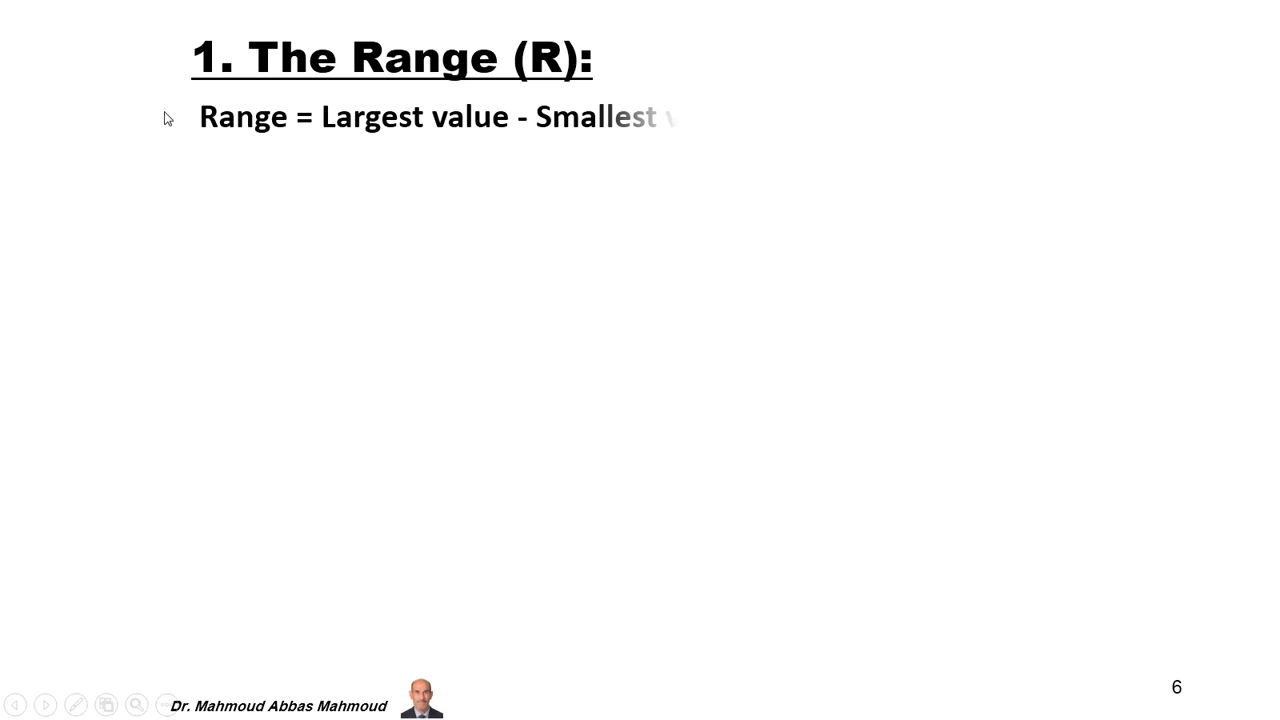 1. The Range (R):
Range = Largest value - Smallest
Dr. Mahmoud Abbas Mahmoud
6